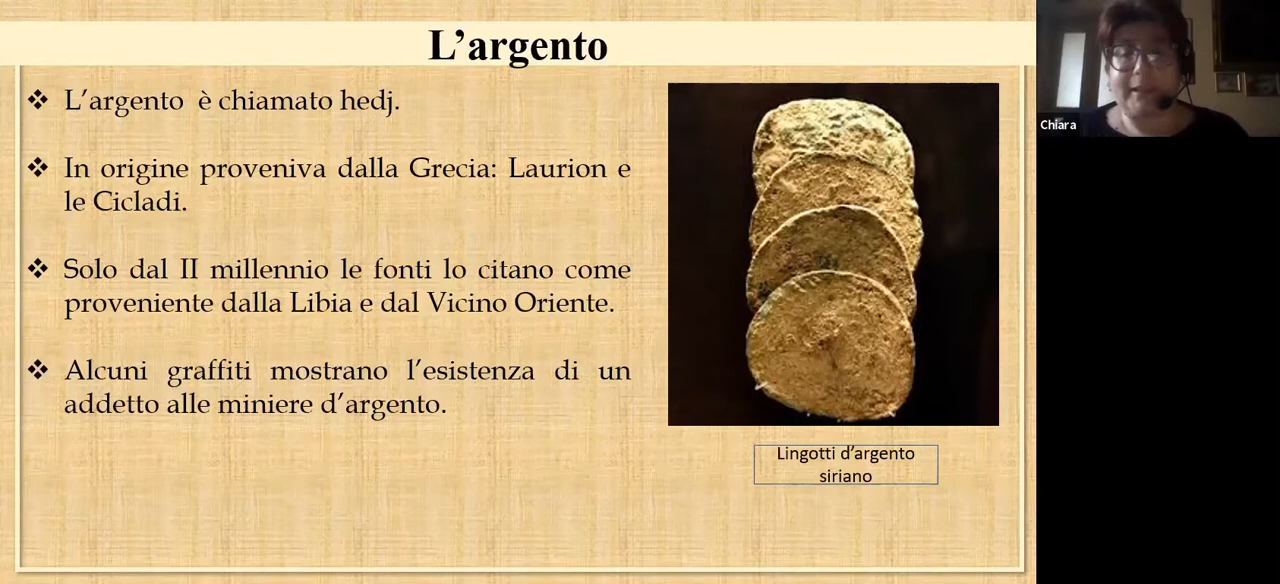 L’argento
❖ L’argento è chiamato hedj.
❖ In origine proveniva dalla Grecia: Laurion e
le Cicladi.
❖ Solo dal II millennio le fonti lo citano come
proveniente dalla Libia e dal Vicino Oriente.
❖ Alcuni graffiti mostrano l’esistenza di un
addetto alle miniere d’argento.
Lingotti d’argento
siriano
Chiara